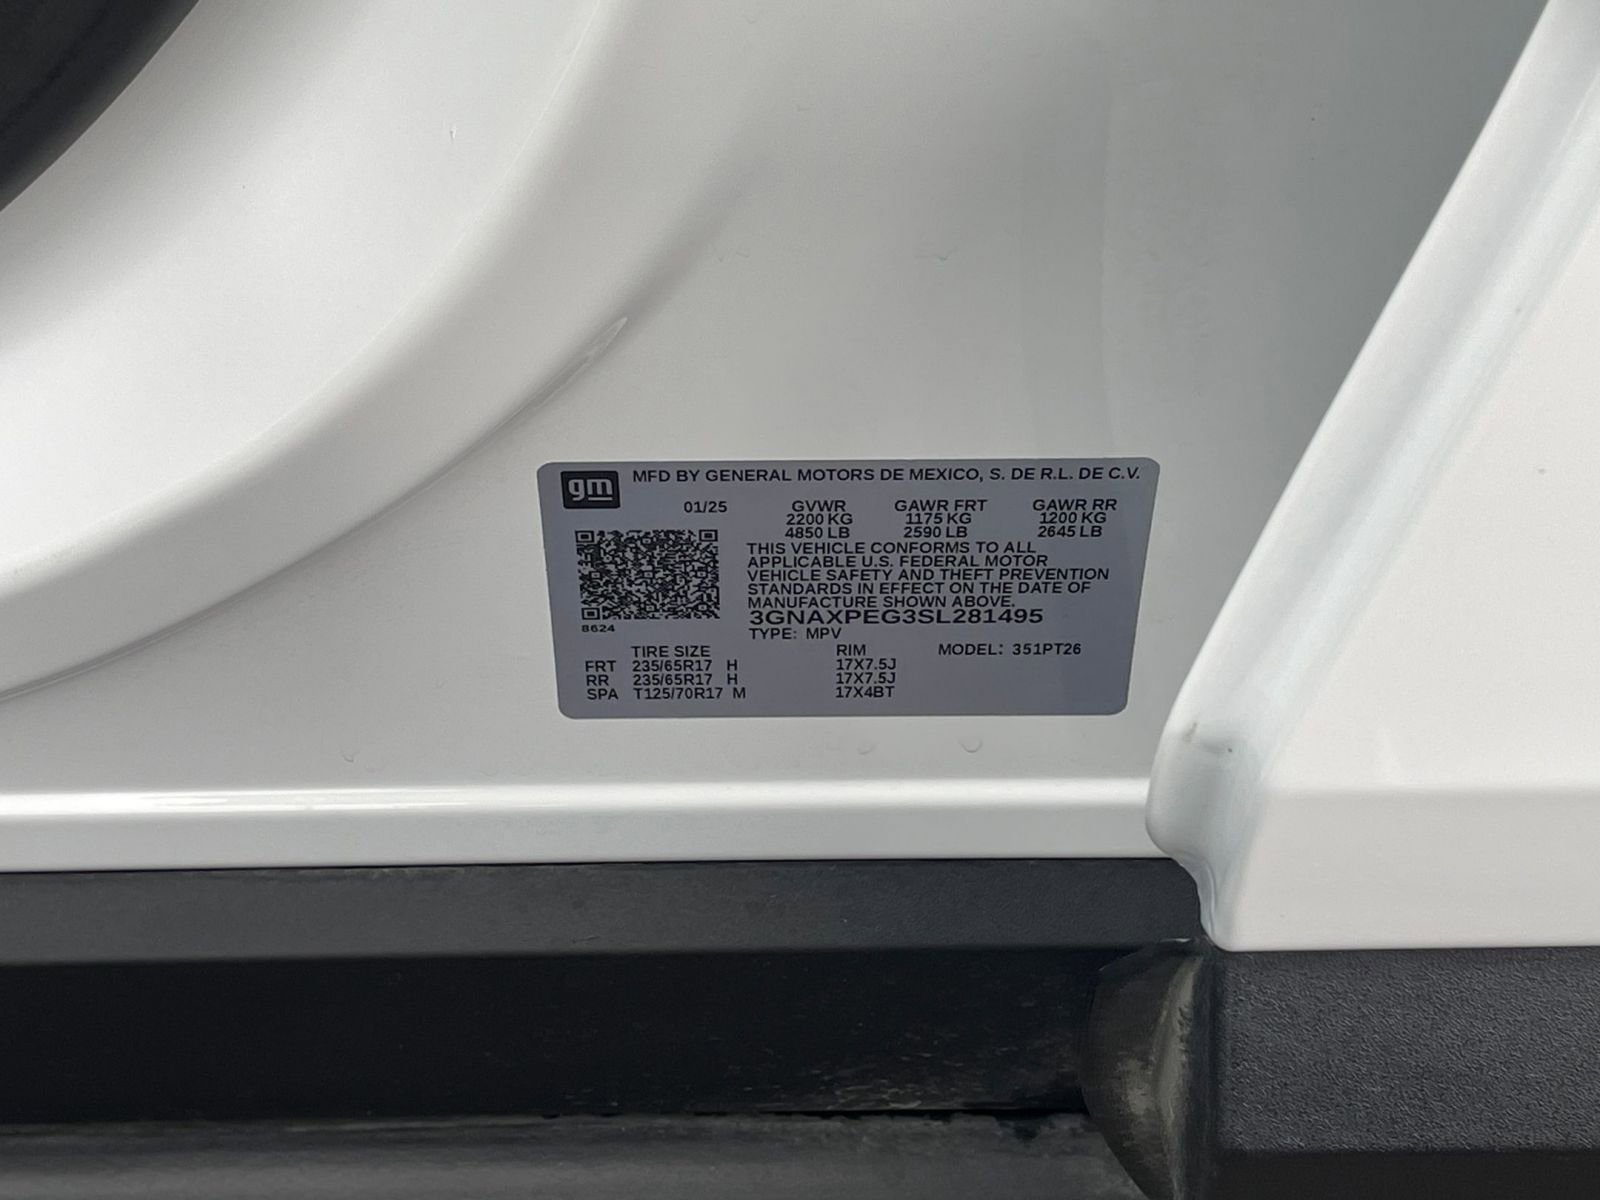 gm MFD BY GENERAL MOTORS DE MEXICO, S. DE R.L. DE C.V.
01/25 GVWR GAWR FRT GAWR RR
2200 KG 1175 KG 1200 KG
4850 LB 2590 LB 2645 LB
THIS VEHICLE CONFORMS TO ALL
APPLICABLE U.S. FEDERAL MOTOR
VEHICLE SAFETY AND THEFT PREVENTION
STANDARDS IN EFFECT ON THE DATE OF
MANUFACTURE SHOWN ABOVE.
3GNAXPEG3SL281495
8624
TYPE: MPV
TIRE SIZE RIM MODEL: 351PT26
FRT 235/65R17 H 17X7.5J
RR 235/65R17 H 17X7.5J
SPA T125/70R17 M 17X4BT